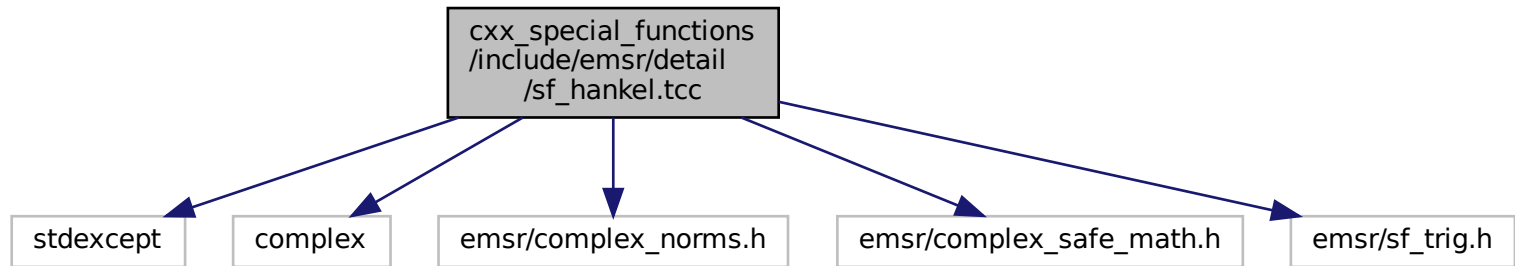 cxx_special_functions
/include/emsr/detail
/sf_hankel.tcc
stdexcept
complex
emsr/complex_norms.h
emsr/complex_safe_math.h
emsr/sf_trig.h